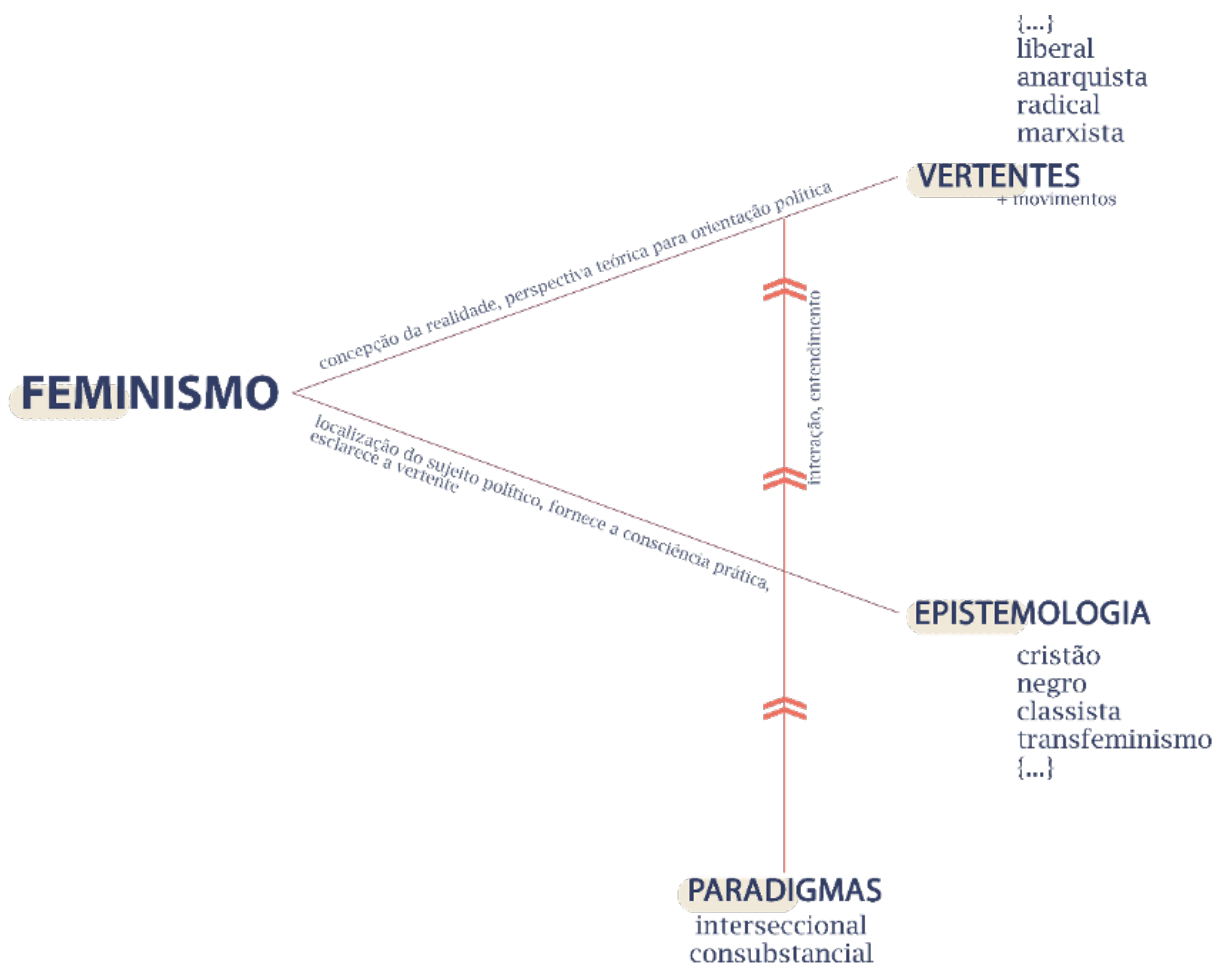 {...}
liberal
anarquista
radical
marxista
VERTENTES
+ movimentos
concepção da realidade, perspectiva teórica para orientação política
interação, entendimento
FEMINISMO
localização do sujeito político, fornece a consciência prática,
esclarece a vertente
EPISTEMOLOGIA
cristão
negro
classista
transfeminismo
{...}
PARADIGMAS
interseccional
consubstancial